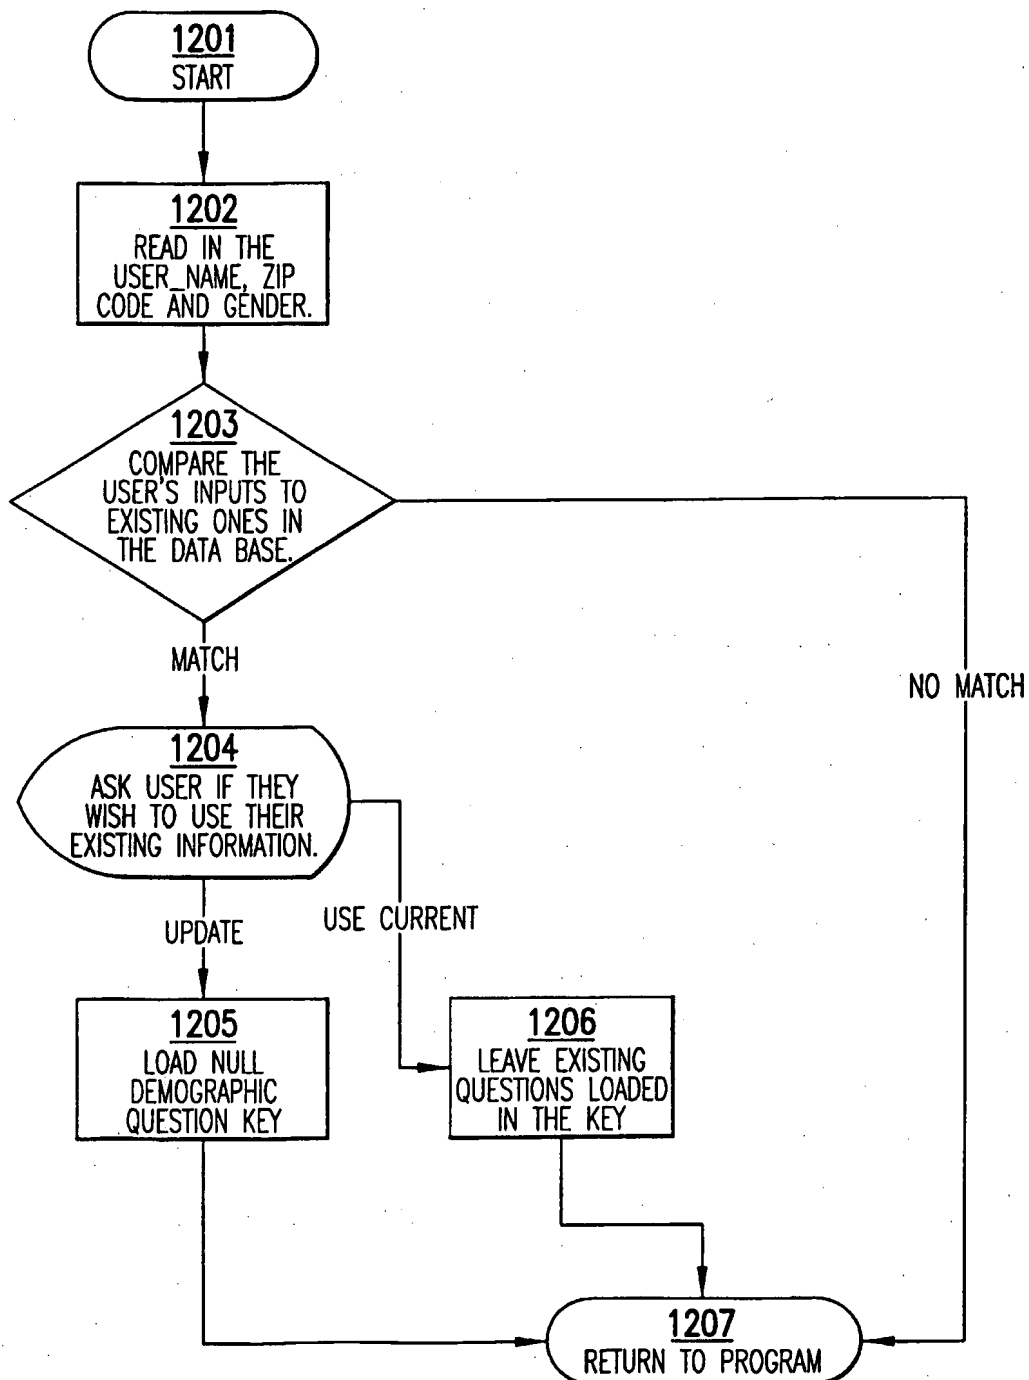 1201
START
1202
READ IN THE
USER_NAME, ZIP
CODE AND GENDER.
1203
COMPARE THE
USER'S INPUTS TO
EXISTING ONES IN
THE DATA BASE.
MATCH
NO MATCH
1204
ASK USER IF THEY
WISH TO USE THEIR
EXISTING INFORMATION.
UPDATE
USE CURRENT
1205
LOAD NULL
DEMOGRAPHIC
QUESTION KEY
1206
LEAVE EXISTING
QUESTIONS LOADED
IN THE KEY
1207
RETURN TO PROGRAM